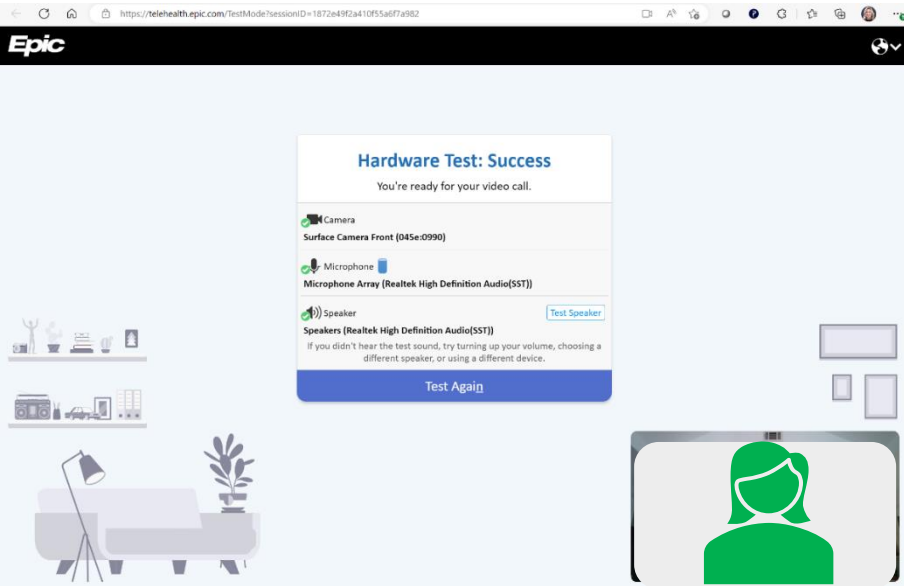 https://telehealth.epic.com/TestMode?sessionID=1872e49f2a410f55a6f7a982
Epic
Hardware Test: Success
You're ready for your video call.
Camera
Surface Camera Front (045e:0990)
Microphone
Microphone Array (Realtek High Definition Audio(SST))
Speaker
Test Speaker
Speakers (Realtek High Definition Audio(SST))
If you didn't hear the test sound, try turning up your volume, choosing a
different speaker, or using a different device.
Test Again